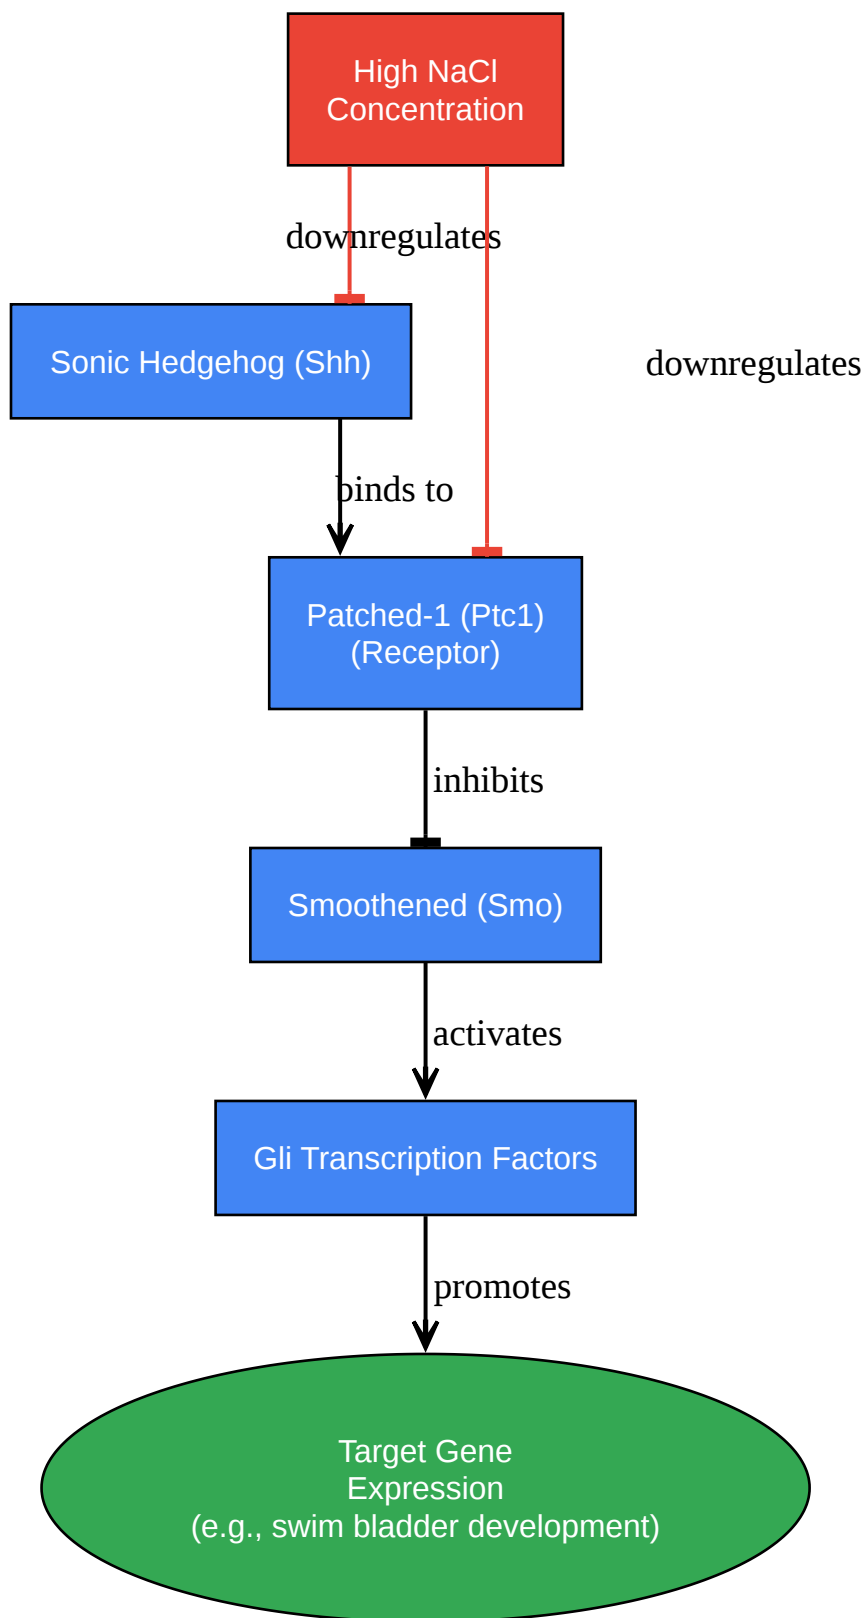 High NaCl
Concentration
downregulates
Sonic Hedgehog (Shh)
downregulates
binds to
Patched-1 (Ptc1)
(Receptor)
inhibits
Smoothened (Smo)
activates
Gli Transcription Factors
promotes
Target Gene
Expression
(e.g., swim bladder development)